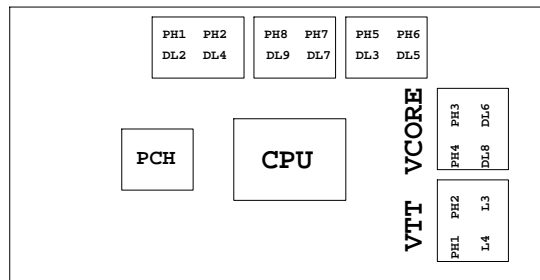 PH1 PH2
DL2 DL4
PH8 PH7
DL9 DL7
PH5 PH6
DL3 DL5
PCH
CPU
VCORE
PH3 DL6
PH4 DL8
VTT
PH2 L3
PH1 L4